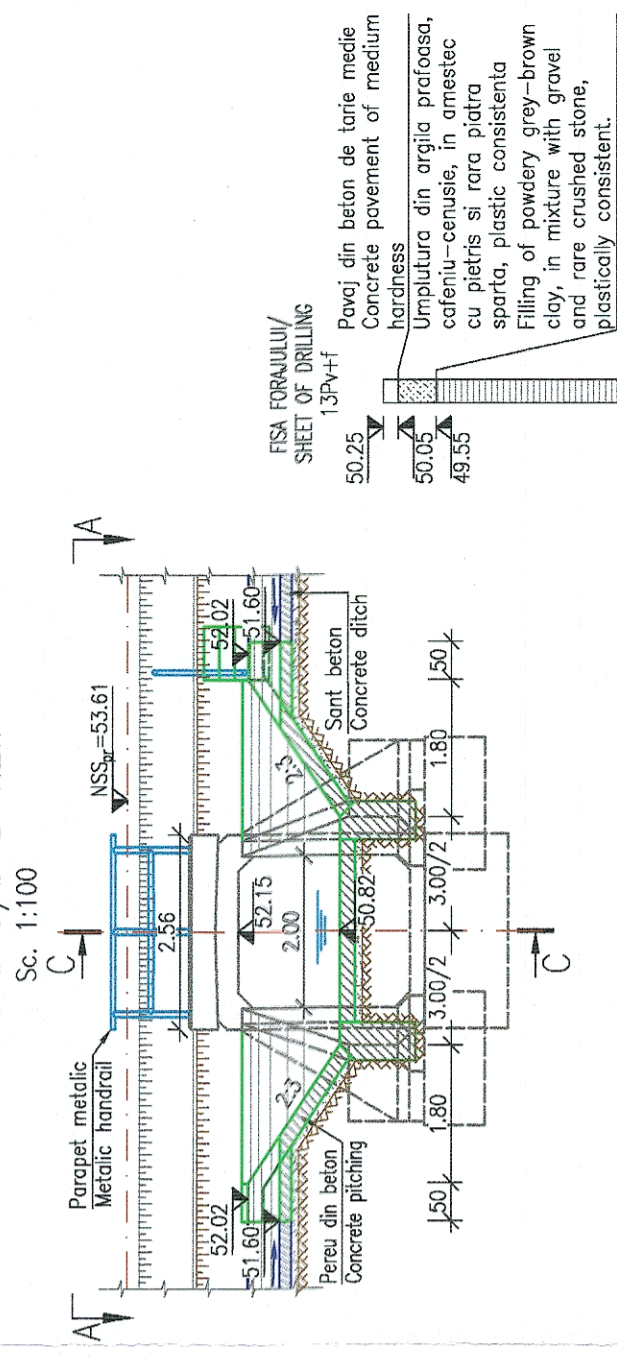 Sc. 1:100
C
A
A
Parapet metalic
Metalic handrail
NSSpr=53.61
2.56
52.02
51.60
52.15
2.00
52.02
51.60
2:3
2:3
50.82
Pereu din beton
Concrete pitching
Sant beton
Concrete ditch
50
1.80
3.00/2
3.00/2
1.80
50
C
FISA FORAJULUI/
SHEET OF DRILLING
13Pv+f
50.25
50.05
49.55
Pavaj din beton de tarie medie
Concrete pavement of medium
hardness
Umplutura din argila prafoasa,
cafeniu-cenusie, in amestec
cu pietris si rara piatra
sparta, plastic consistenta
Filling of powdery grey-brown
clay, in mixture with gravel
and rare crushed stone,
plastically consistent.